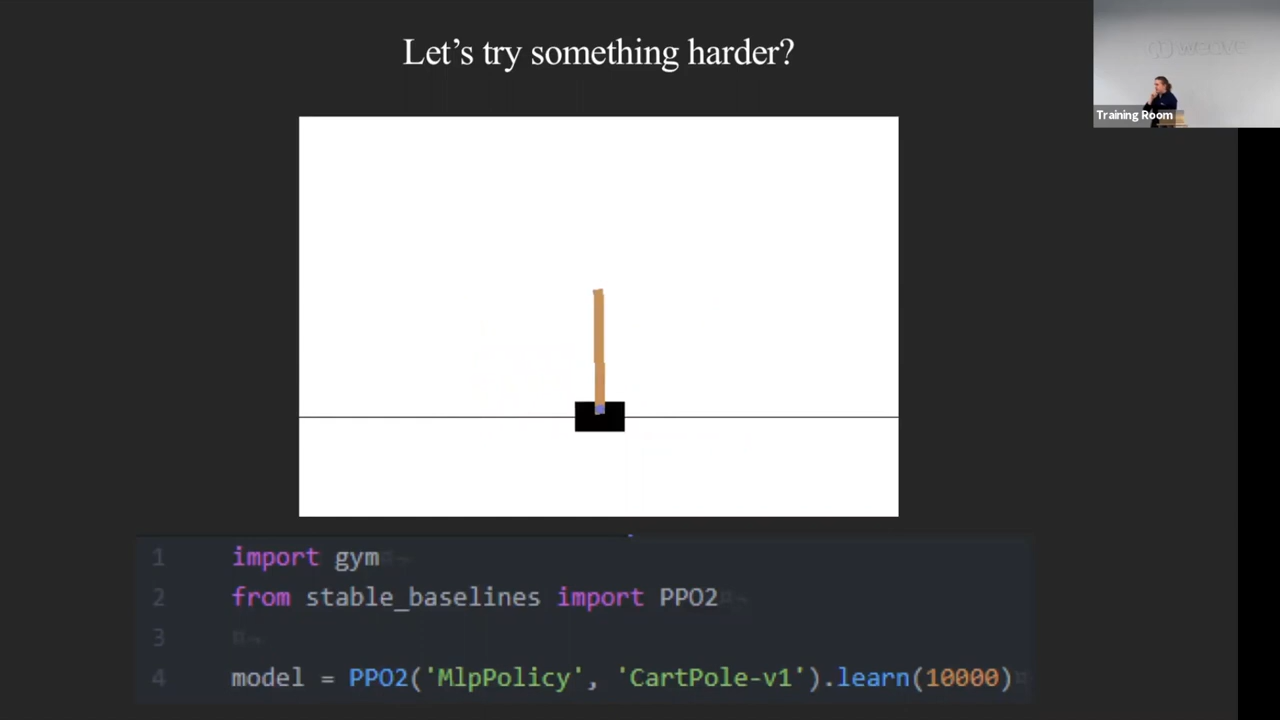 Let's try something harder?
Training Room
1 import gym
2 from stable_baselines import PPO2
3
4 model = PPO2('MlpPolicy', 'CartPole-v1').learn(10000)